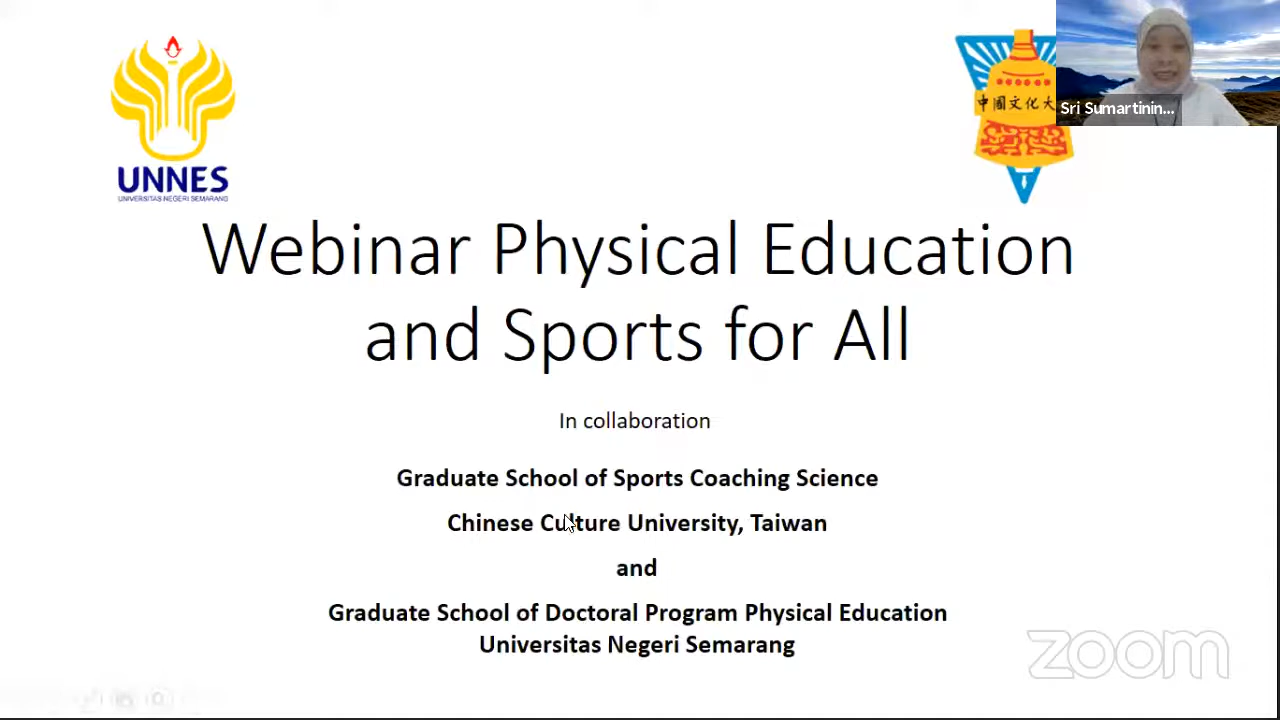 UNNES
UNIVERSITAS NEGERI SEMARANG
中國文化大
Sri Sumartinin...
Webinar Physical Education
and Sports for All
In collaboration
Graduate School of Sports Coaching Science
Chinese Culture University, Taiwan
and
Graduate School of Doctoral Program Physical Education
Universitas Negeri Semarang
zoom